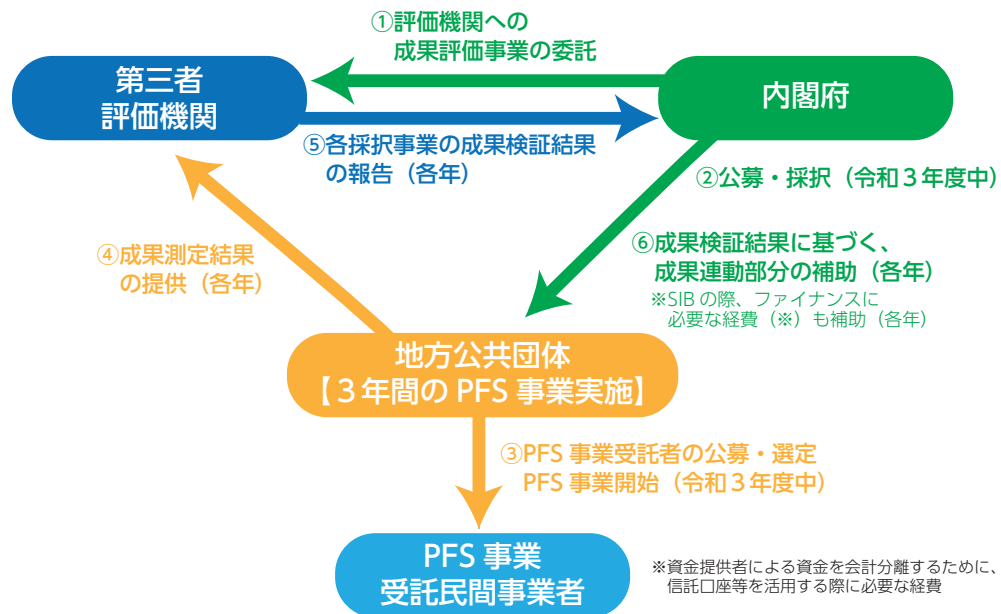 ①評価機関への
成果評価事業の委託
第三者
評価機関
内閣府
⑤各採択事業の成果検証結果
の報告（各年）
②公募・採択（令和３年度中）
④成果測定結果
の提供（各年）
⑥成果検証結果に基づく、
成果連動部分の補助（各年）
※SIB の際、ファイナンスに
必要な経費（※）も補助（各年）
地方公共団体
【３年間の PFS 事業実施】
③PFS 事業受託者の公募・選定
PFS 事業開始（令和３年度中）
PFS 事業
受託民間事業者
※資金提供者による資金を会計分離するために、
信託口座等を活用する際に必要な経費